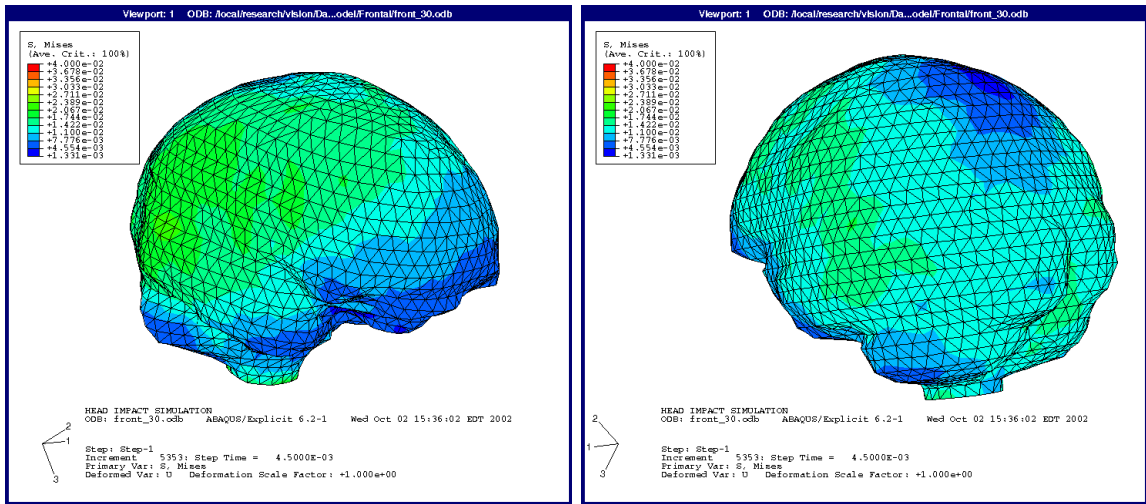 Viewport: 1 ODB: /local/research/vision/Da...odel/Frontal/front_30.odb
S, Mises
(Ave. Crit.: 100%)
+4.000e-02
+3.678e-02
+3.356e-02
+3.033e-02
+2.711e-02
+2.389e-02
+2.067e-02
+1.744e-02
+1.422e-02
+1.100e-02
+7.776e-03
+4.554e-03
+1.331e-03
HEAD IMPACT SIMULATION
ODB: front_30.odb ABAQUS/Explicit 6.2-1 Wed Oct 02 15:36:02 EDT 2002
2
1
3
Step: Step-1
Increment 5353: Step Time = 4.5000E-03
Primary Var: S, Mises
Deformed Var: U Deformation Scale Factor: +1.000e+00
Viewport: 1 ODB: /local/research/vision/Da...odel/Frontal/front_30.odb
S, Mises
(Ave. Crit.: 100%)
+4.000e-02
+3.678e-02
+3.356e-02
+3.033e-02
+2.711e-02
+2.389e-02
+2.067e-02
+1.744e-02
+1.422e-02
+1.100e-02
+7.776e-03
+4.554e-03
+1.331e-03
HEAD IMPACT SIMULATION
ODB: front_30.odb ABAQUS/Explicit 6.2-1 Wed Oct 02 15:36:02 EDT 2002
2
1
3
Step: Step-1
Increment 5353: Step Time = 4.5000E-03
Primary Var: S, Mises
Deformed Var: U Deformation Scale Factor: +1.000e+00